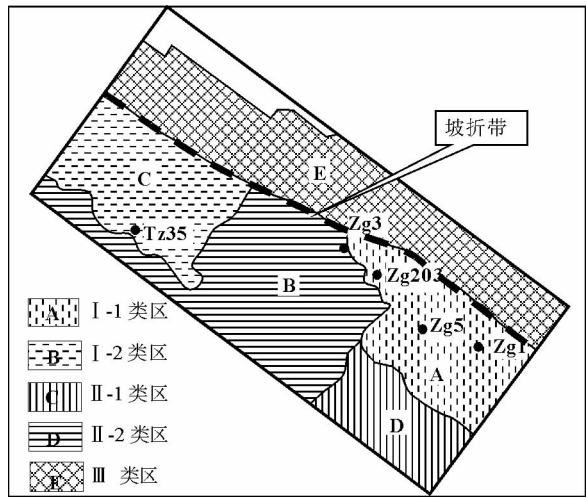 坡折带
E
C
Zg3
Tz35
Zg203
B
Zg5
Zg1
A
D
A Ⅰ-1 类区
B Ⅰ-2 类区
C Ⅱ-1 类区
D Ⅱ-2 类区
E Ⅲ 类区